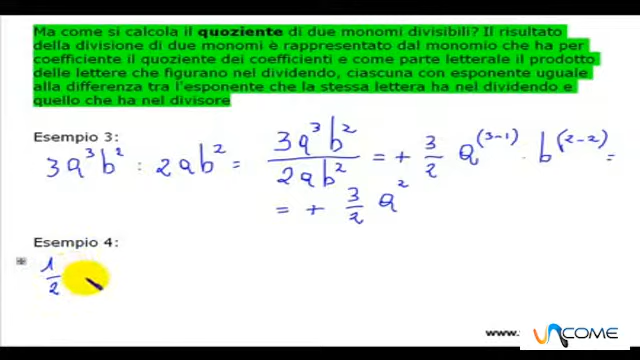 Ma come si calcola il quoziente di due monomi divisibili? Il risultato
della divisione di due monomi è rappresentato dal monomio che ha per
coefficiente il quoziente dei coefficienti e come parte letterale il prodotto
delle lettere che figurano nel dividendo, ciascuna con esponente uguale
alla differenza tra l'esponente che la stessa lettera ha nel dividendo e
quello che ha nel divisore
Esempio 3:
3a³b² : 2ab² = 3a³b² / 2ab² = + 3/2 a^(3-1) · b^(2-2) =
= + 3/2 a²
Esempio 4:
1/2
www.
COME